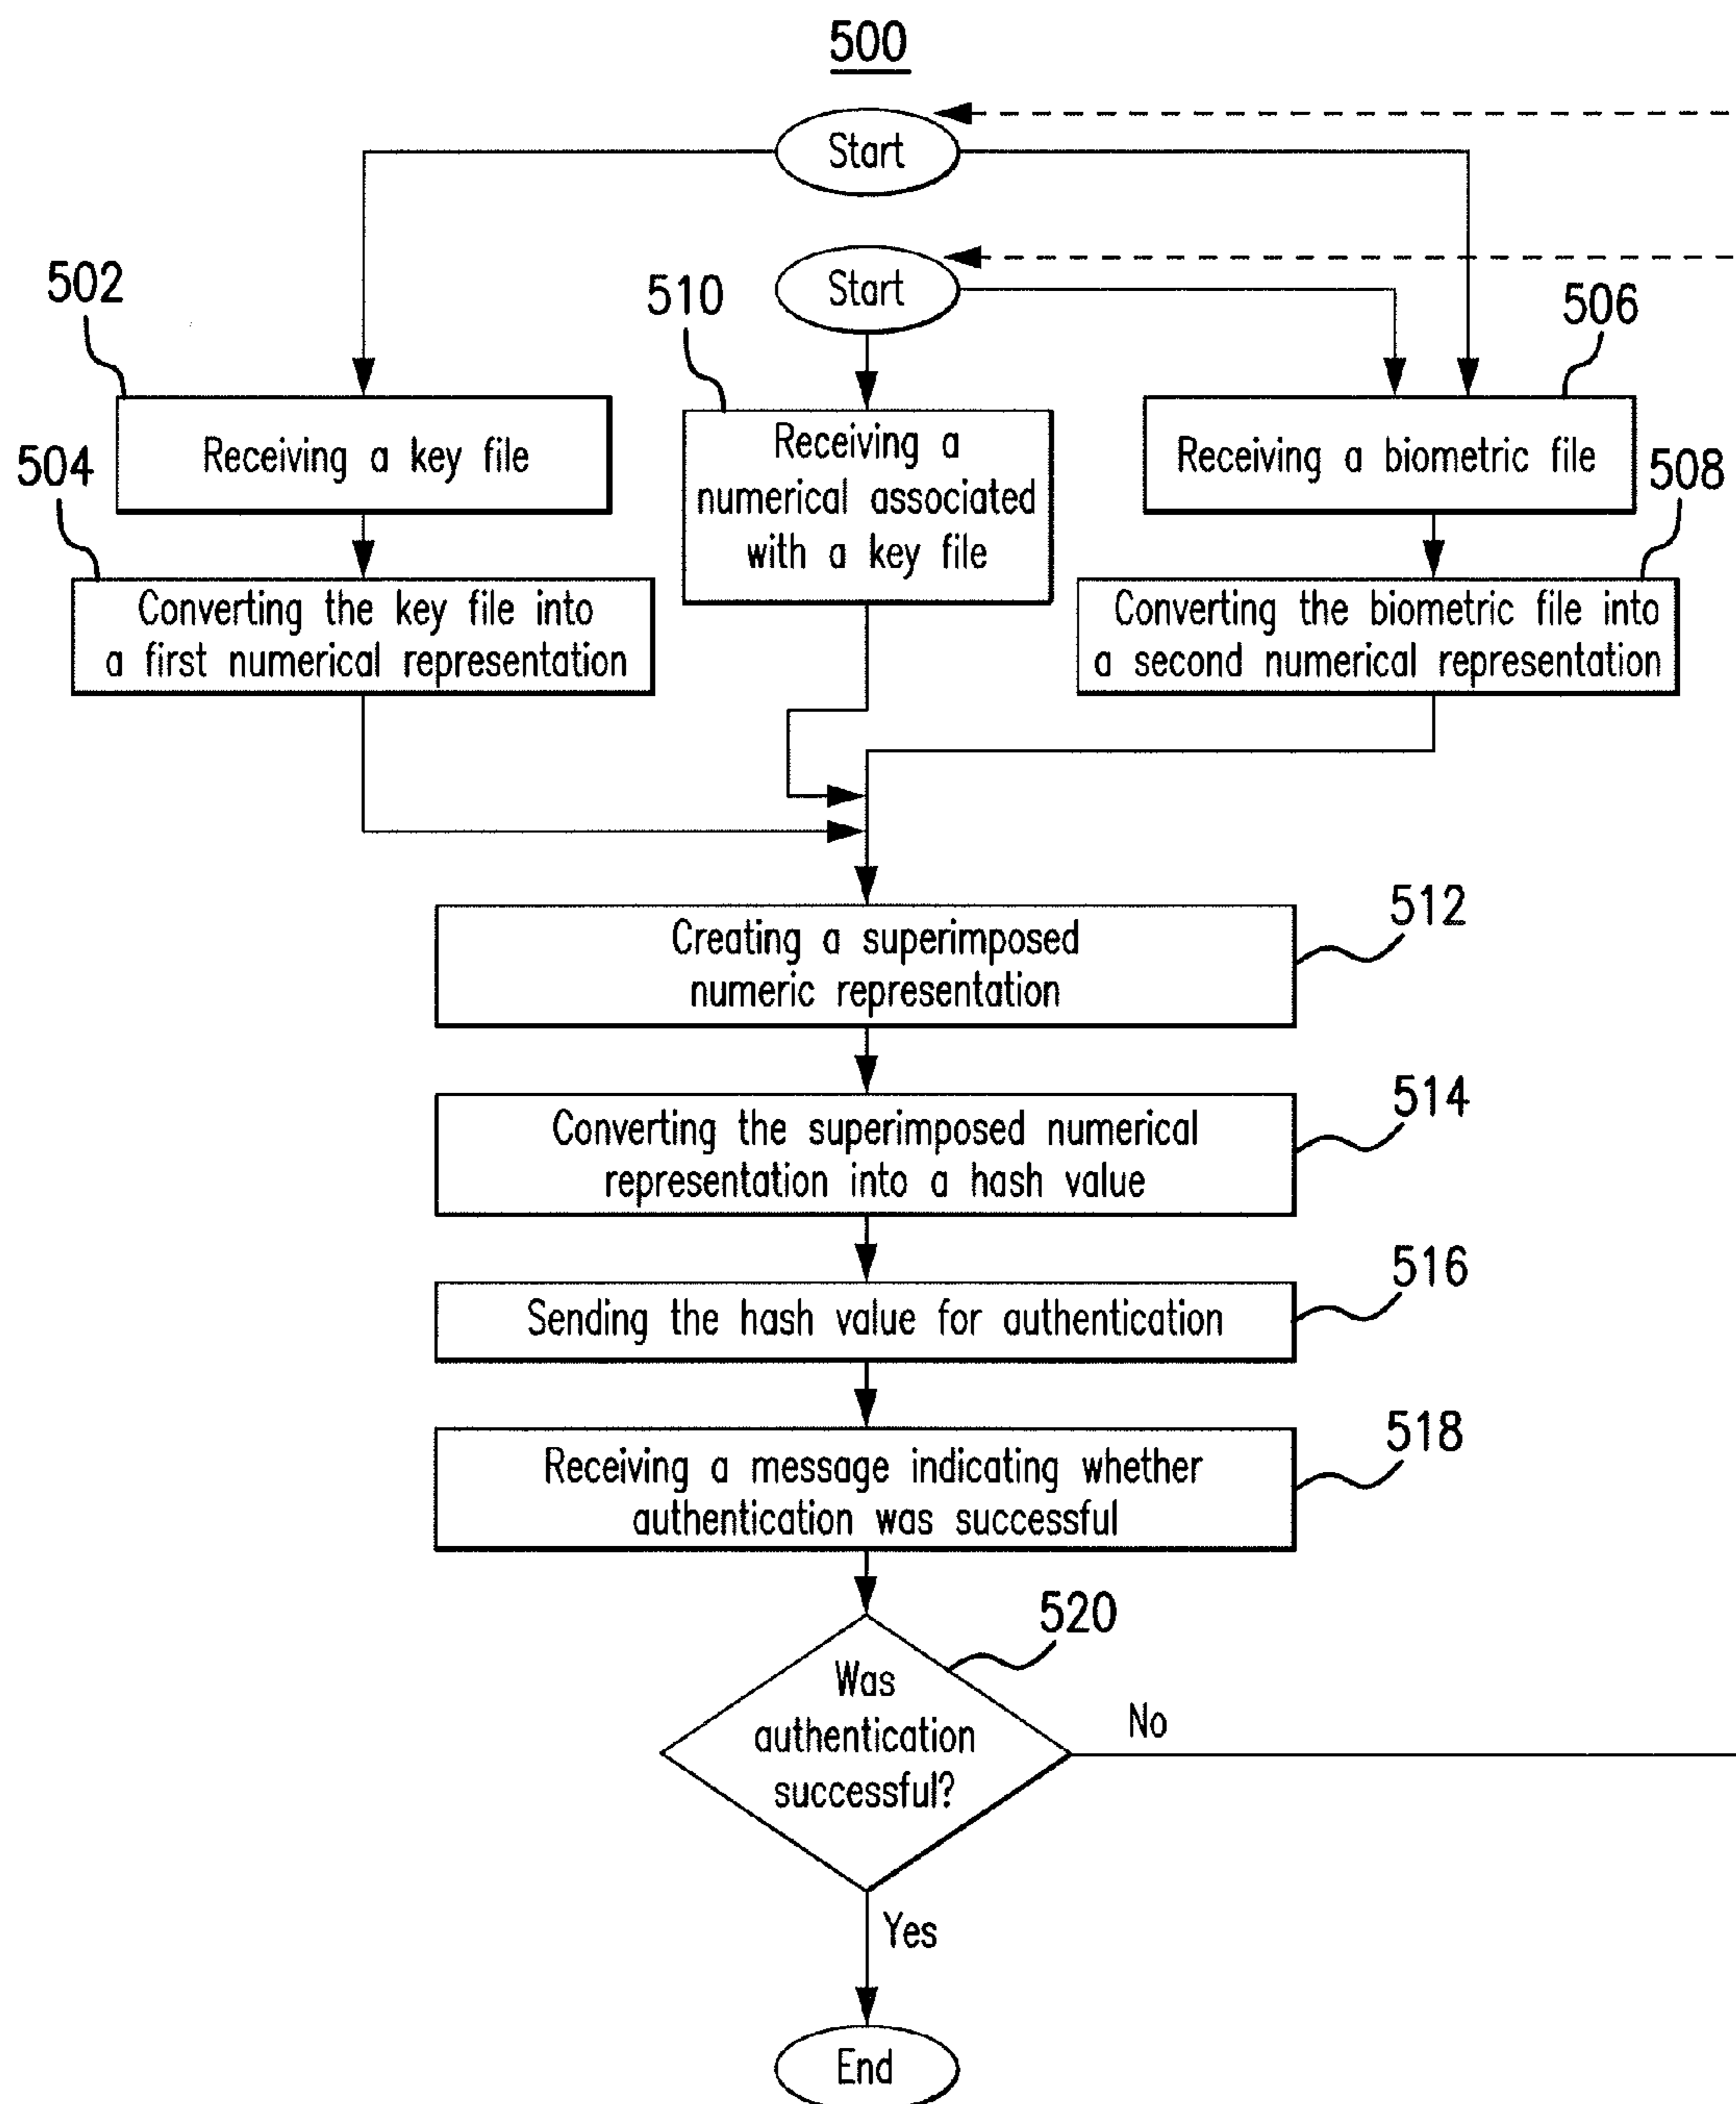 500
Start
Start
502
510
506
Receiving a key file
Receiving a
numerical associated
with a key file
Receiving a biometric file
504
508
Converting the key file into
a first numerical representation
Converting the biometric file into
a second numerical representation
512
Creating a superimposed
numeric representation
514
Converting the superimposed numerical
representation into a hash value
516
Sending the hash value for authentication
518
Receiving a message indicating whether
authentication was successful
520
Was
authentication
successful?
No
Yes
End